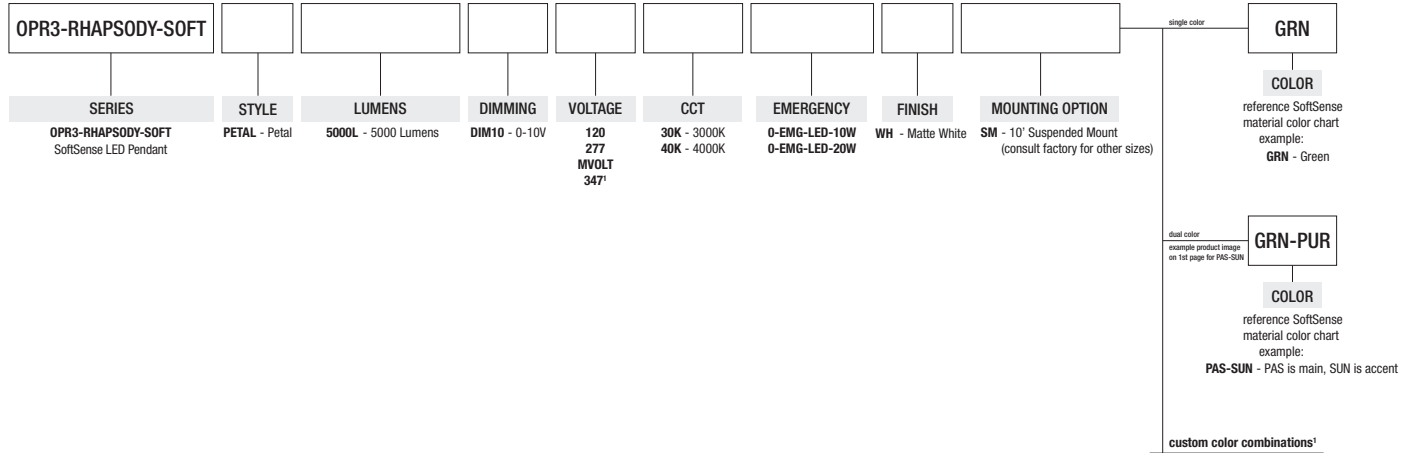 OPR3-RHAPSODY-SOFT
SERIES
OPR3-RHAPSODY-SOFT
SoftSense LED Pendant
STYLE
PETAL - Petal
LUMENS
5000L - 5000 Lumens
DIMMING
DIM10 - 0-10V
VOLTAGE
120
277
MVOLT
347¹
CCT
30K - 3000K
40K - 4000K
EMERGENCY
0-EMG-LED-10W
0-EMG-LED-20W
FINISH
WH - Matte White
MOUNTING OPTION
SM - 10' Suspended Mount
(consult factory for other sizes)
single color
GRN
COLOR
reference SoftSense
material color chart
example:
GRN - Green
dual color
example product image
on 1st page for PAS-SUN
GRN-PUR
COLOR
reference SoftSense
material color chart
example:
PAS-SUN - PAS is main, SUN is accent
custom color combinations¹